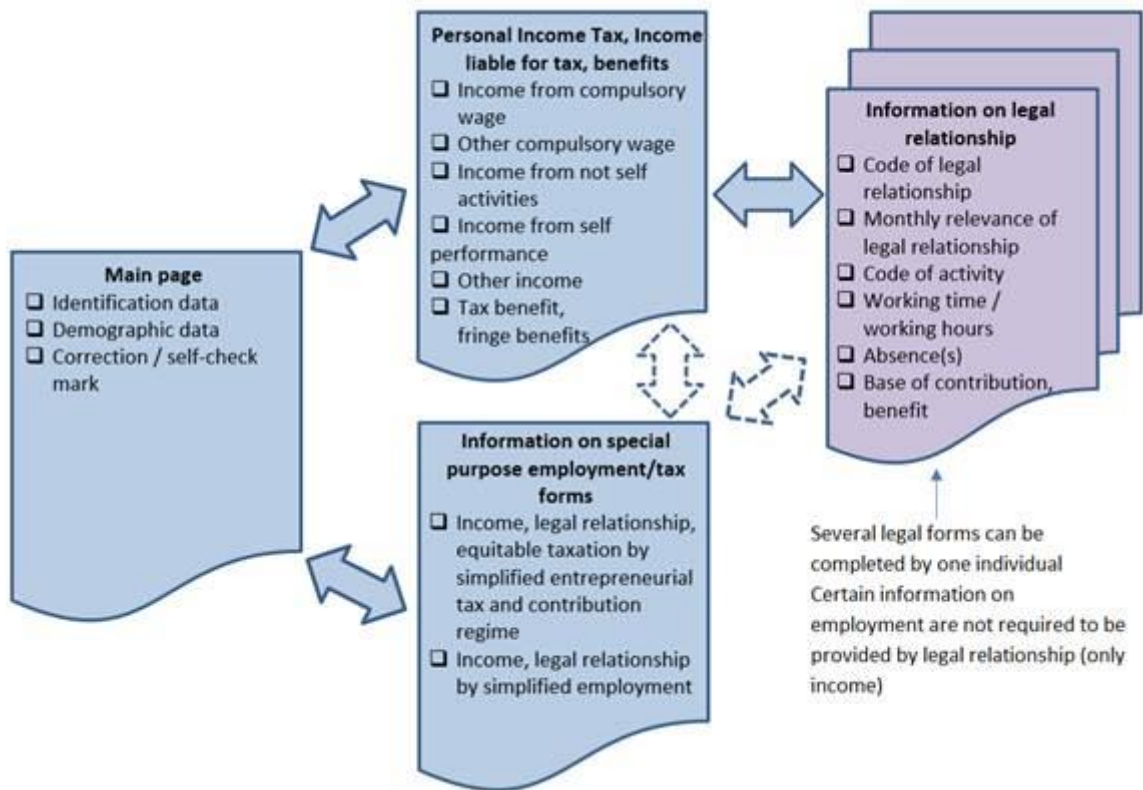 Main page
❑ Identification data
❑ Demographic data
❑ Correction / self-check
mark
Personal Income Tax, Income
liable for tax, benefits
❑ Income from compulsory
wage
❑ Other compulsory wage
❑ Income from not self
activities
❑ Income from self
performance
❑ Other income
❑ Tax benefit,
fringe benefits
Information on special
purpose employment/tax
forms
❑ Income, legal relationship,
equitable taxation by
simplified entrepreneurial
tax and contribution
regime
❑ Income, legal relationship
by simplified employment
Information on legal
relationship
❑ Code of legal
relationship
❑ Monthly relevance of
legal relationship
❑ Code of activity
❑ Working time /
working hours
❑ Absence(s)
❑ Base of contribution,
benefit
Several legal forms can be
completed by one individual
Certain information on
employment are not required to be
provided by legal relationship (only
income)